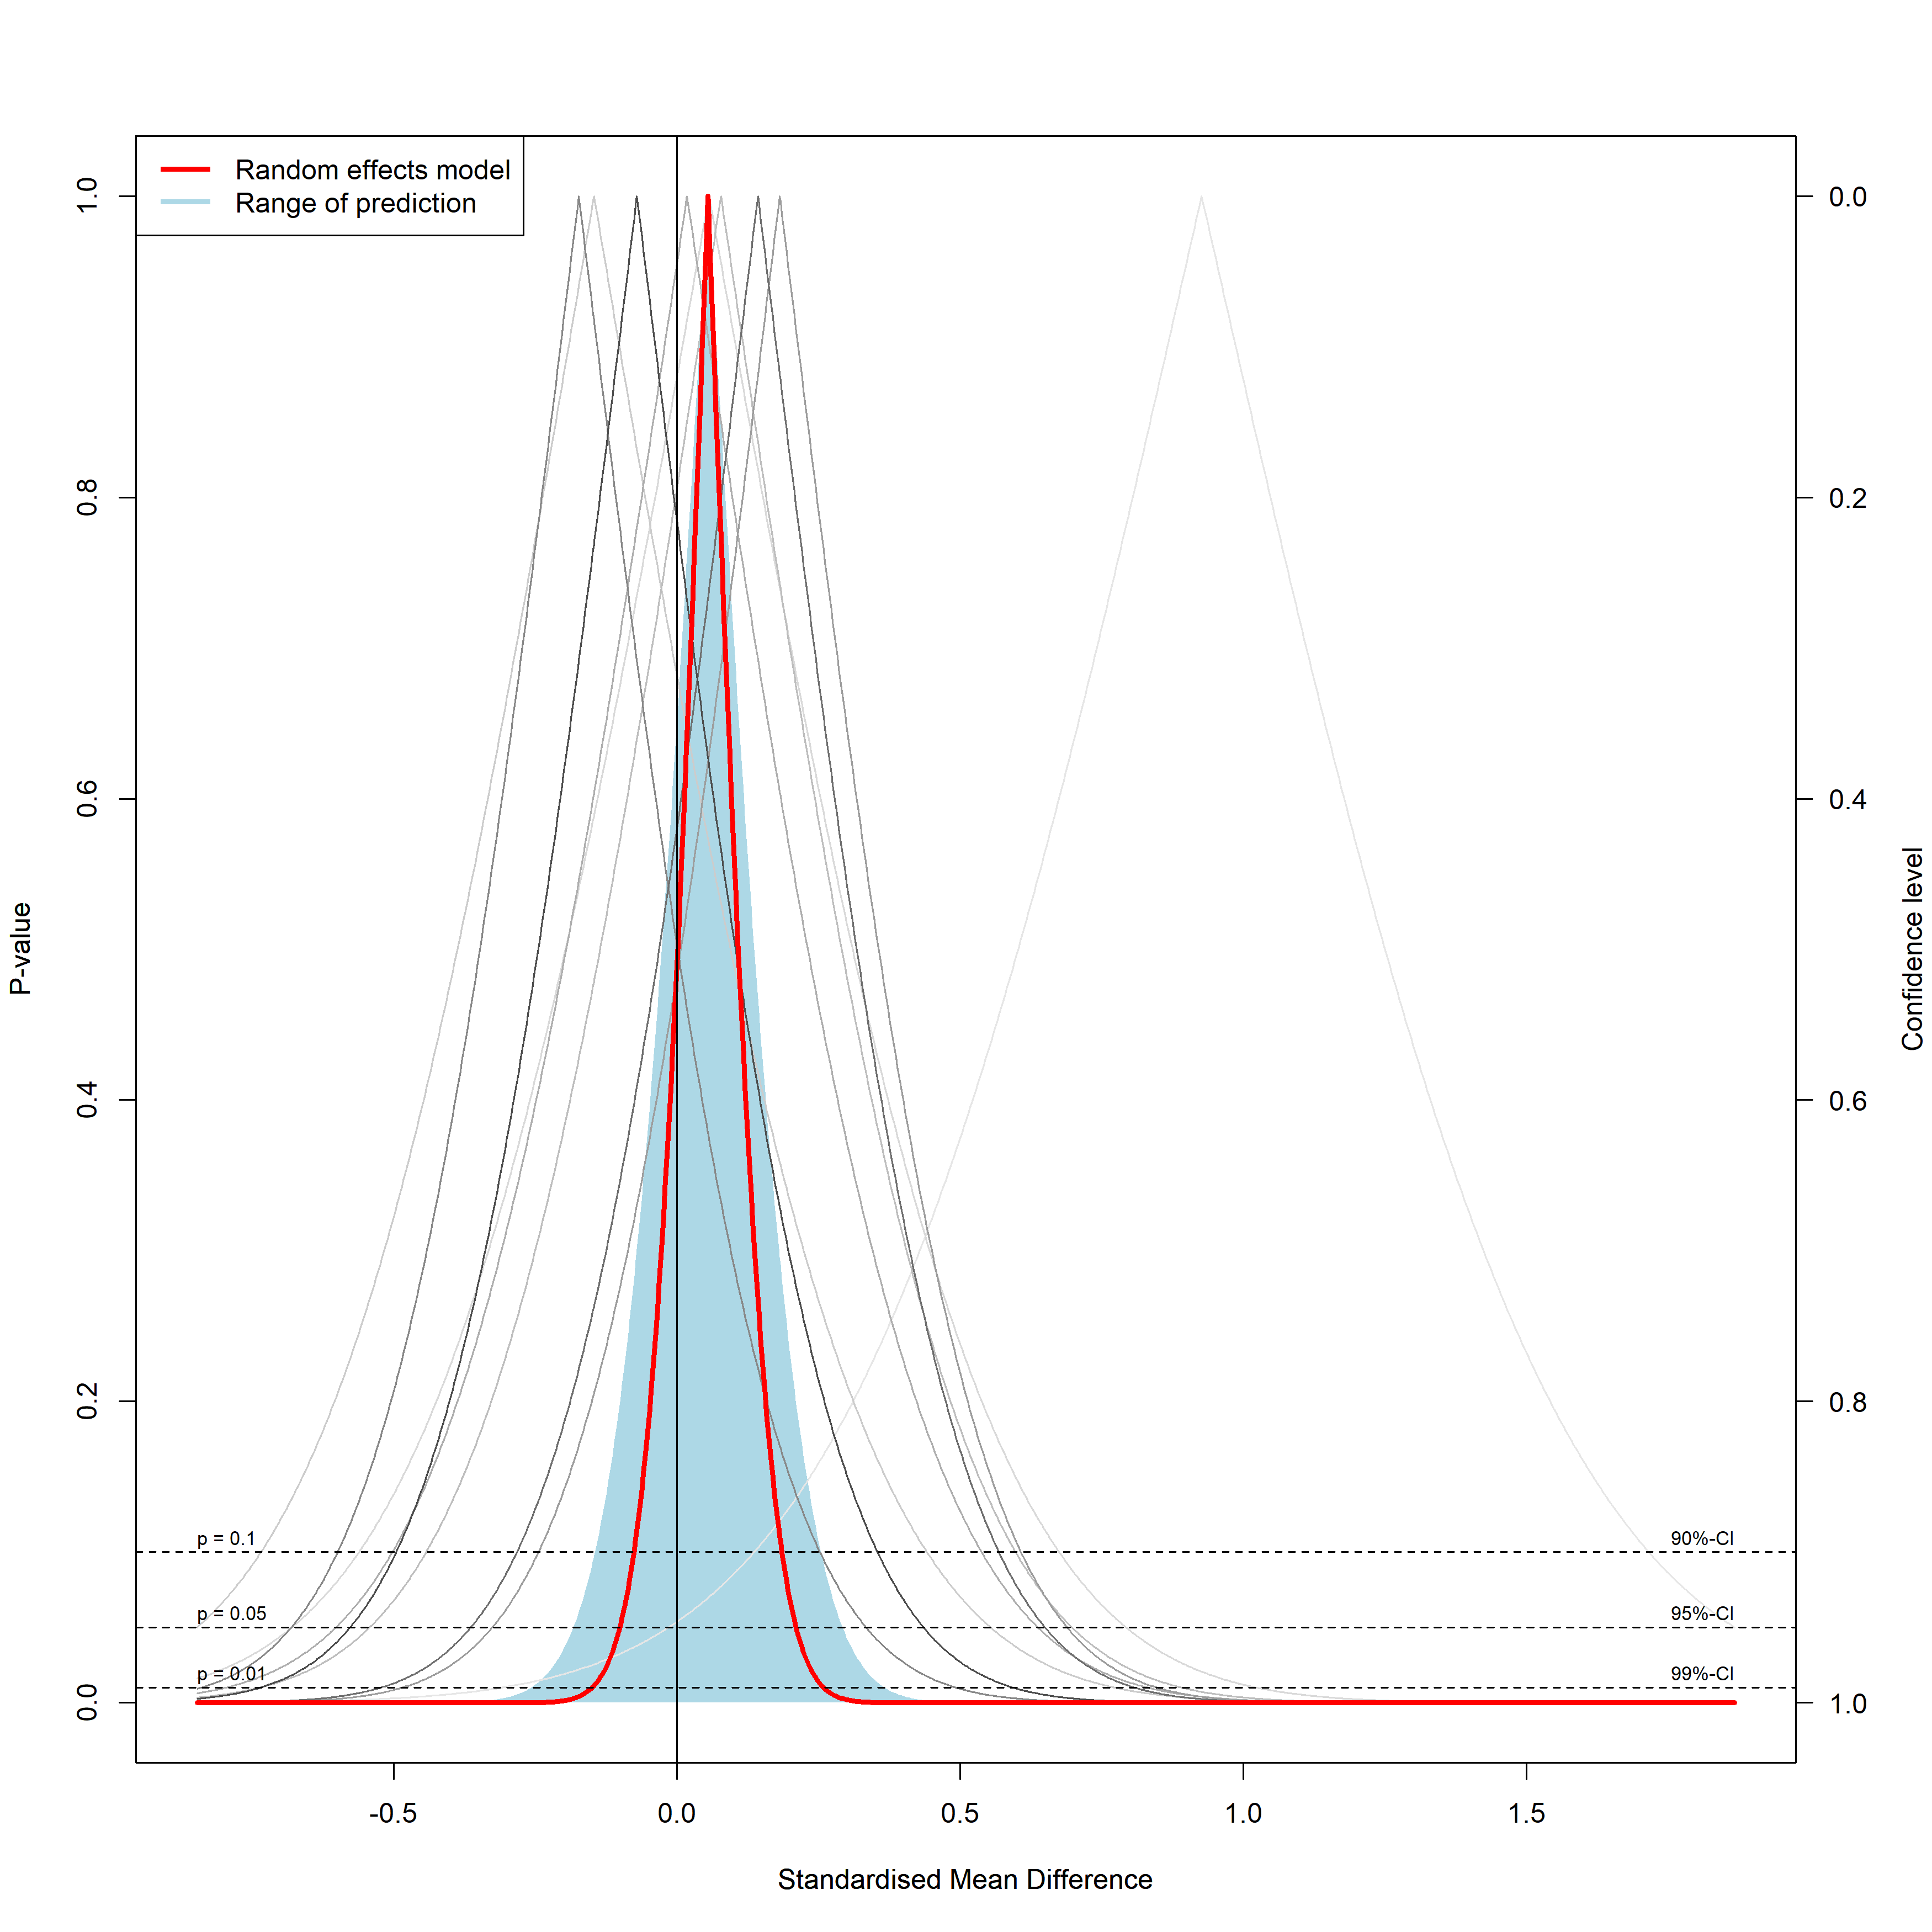 Random effects model
Range of prediction
1.0
0.8
0.6
0.4
0.2
0.0
P-value
0.0
0.2
0.4
0.6
0.8
1.0
Confidence level
p = 0.1
90%-CI
p = 0.05
95%-CI
p = 0.01
99%-CI
-0.5
0.0
0.5
1.0
1.5
Standardised Mean Difference